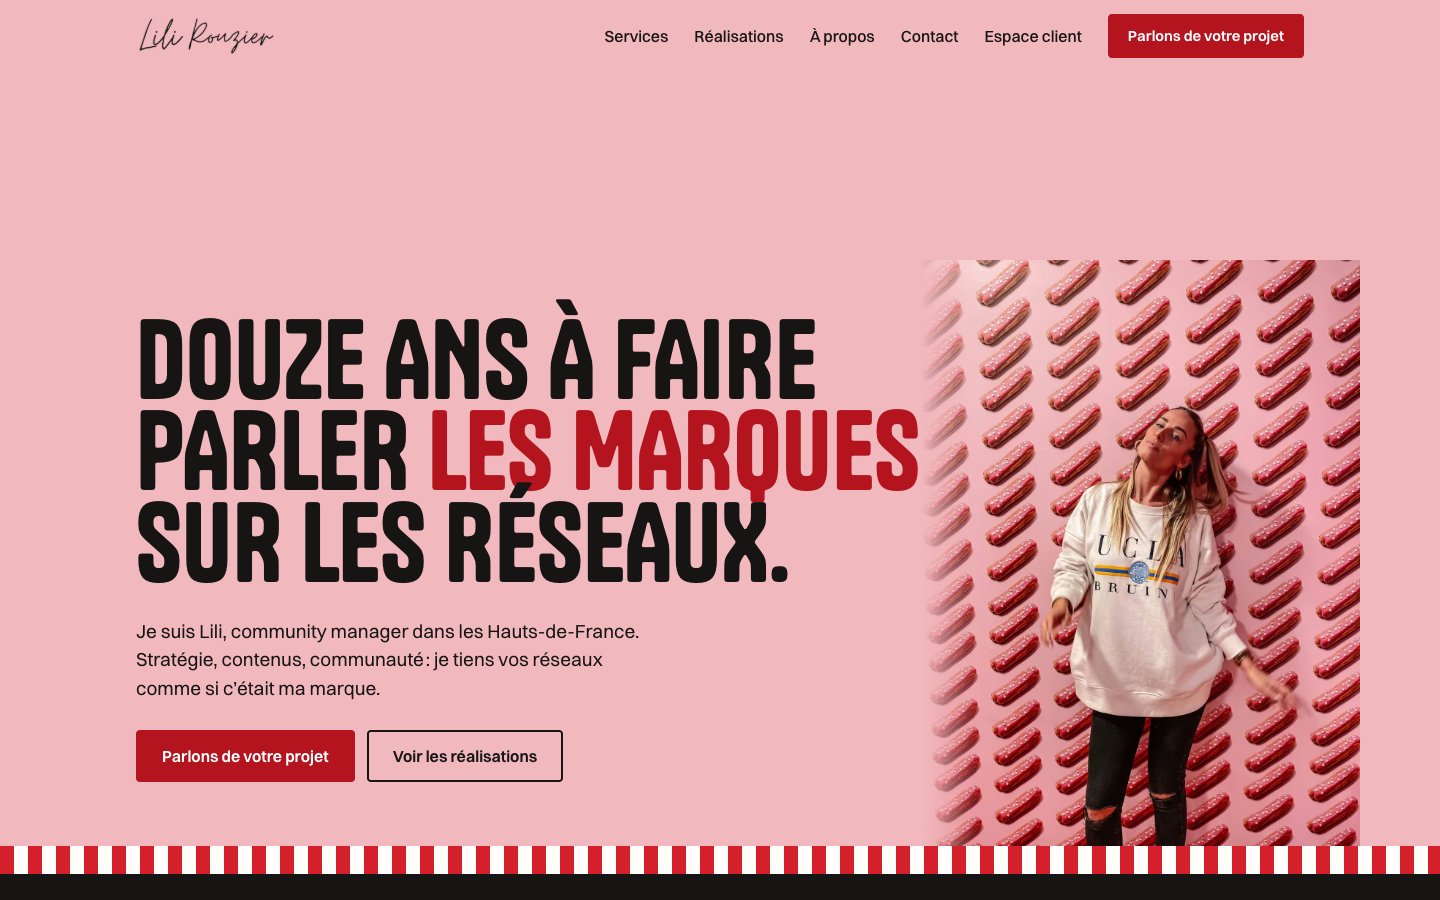 Lili Rouzier
Services Réalisations À propos Contact Espace client Parlons de votre projet
DOUZE ANS À FAIRE
PARLER LES MARQUES
SUR LES RÉSEAUX.
Je suis Lili, community manager dans les Hauts-de-France.
Stratégie, contenus, communauté : je tiens vos réseaux
comme si c’était ma marque.
Parlons de votre projet Voir les réalisations
UCLA
BRUIN